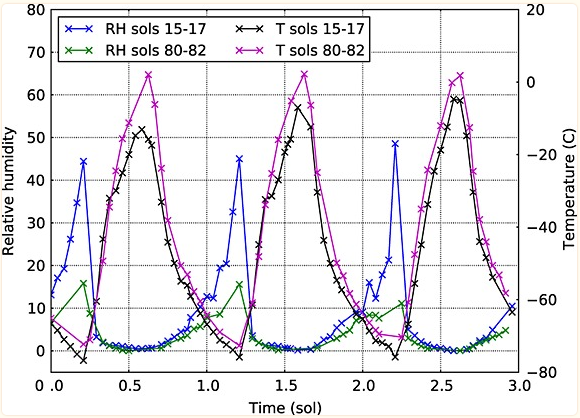 80
70
60
50
40
30
20
10
0
Relative humidity
RH sols 15-17
RH sols 80-82
T sols 15-17
T sols 80-82
20
0
−20
−40
−60
−80
Temperature (C)
0.0 0.5 1.0 1.5 2.0 2.5 3.0
Time (sol)